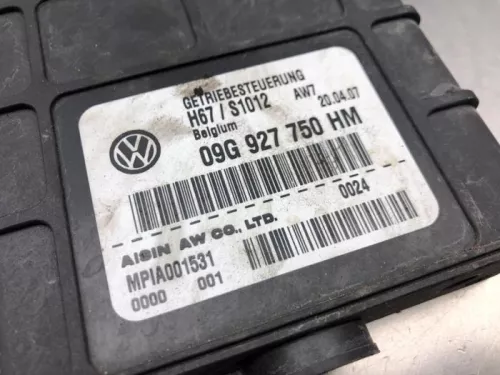 GETRIEBESTEUERUNG
H67 / S1012 AW7 20.04.07
Belgium
09G 927 750 HM
0024
AISIN AW CO., LTD.
MPIA001531
0000 001